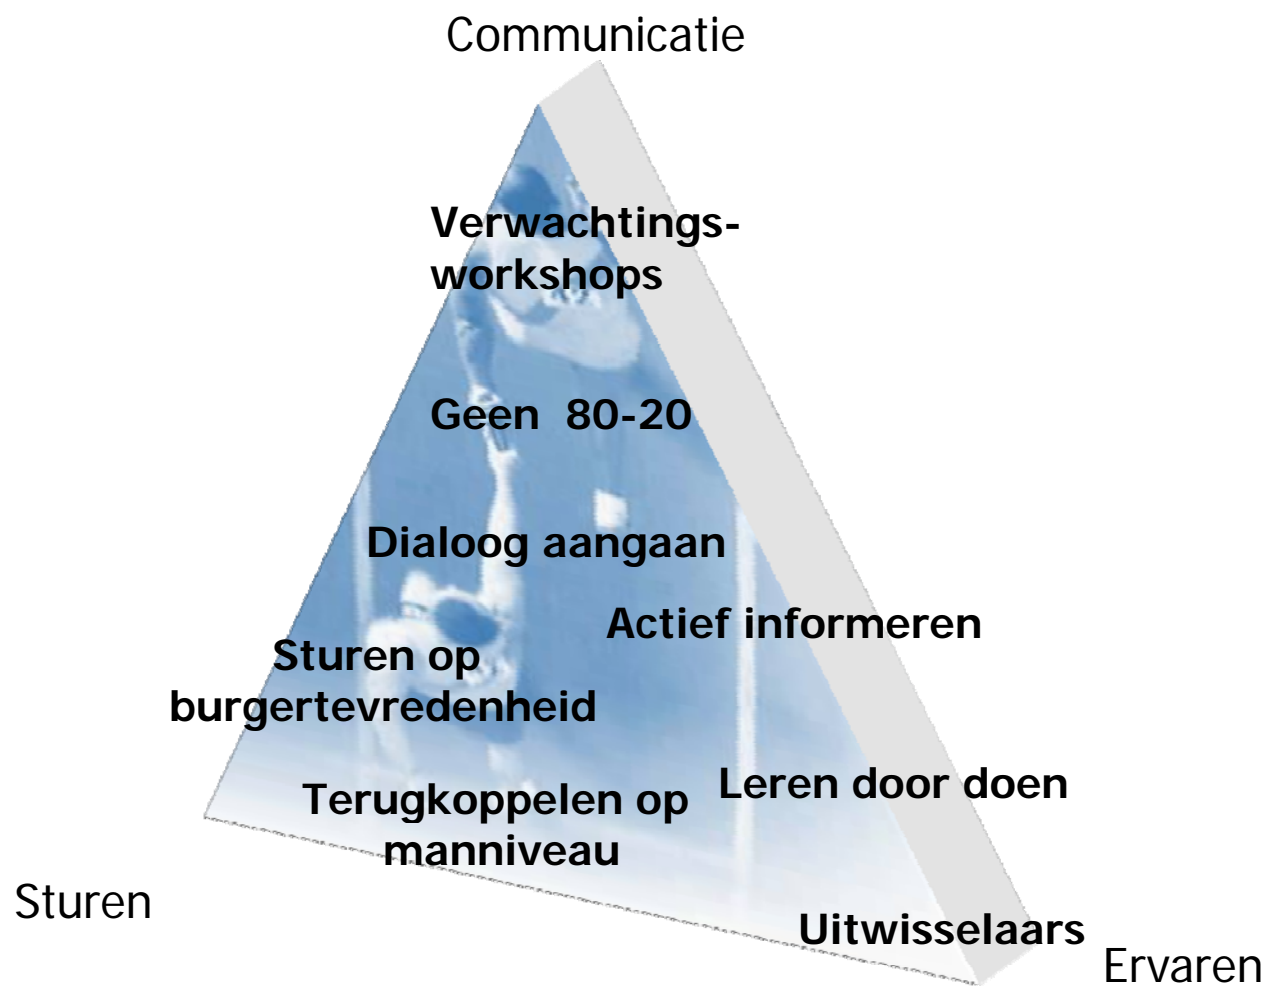 Communicatie
Verwachtings-
workshops
Geen 80-20
Dialoog aangaan
Actief informeren
Sturen op
burgertevredenheid
Leren door doen
Terugkoppelen op
manniveau
Sturen
Uitwisselaars
Ervaren